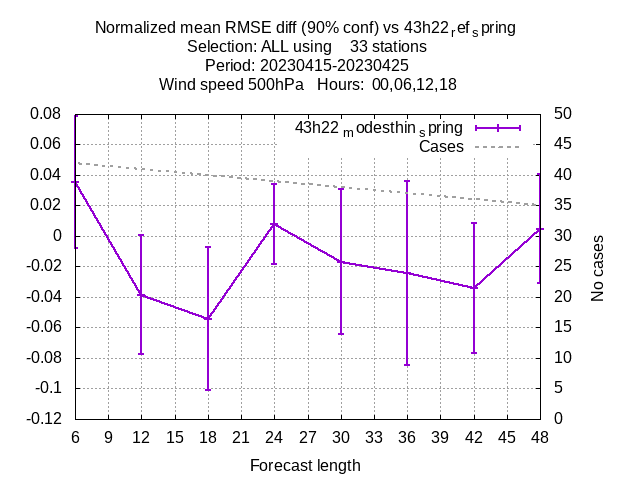 Normalized mean RMSE diff (90% conf) vs 43h22refspring
Selection: ALL using 33 stations
Period: 20230415-20230425
Wind speed 500hPa Hours: 00,06,12,18
43h22modesthinspring
Cases
0.08 50
0.06 45
0.04 40
0.02 35
0 30
-0.02 25
-0.04 20
-0.06 15
-0.08 10
-0.1 5
-0.12 0
No cases
6 9 12 15 18 21 24 27 30 33 36 39 42 45 48
Forecast length